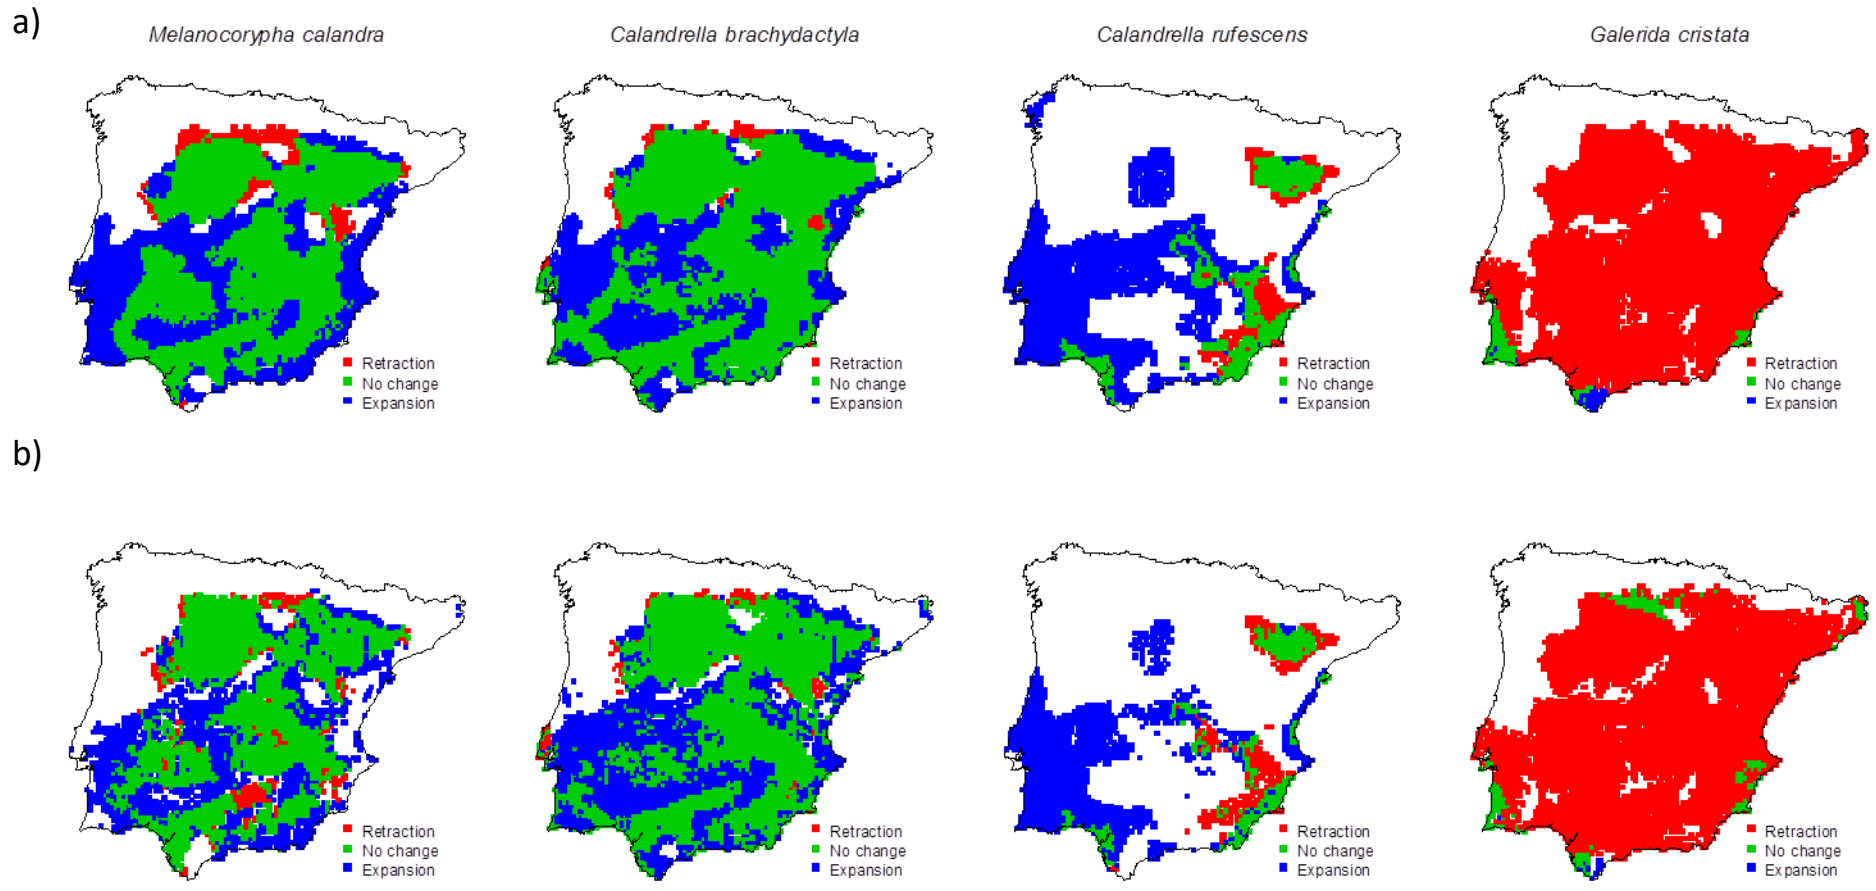 a)
Melanocorypha calandra Calandrella brachydactyla Calandrella rufescens Galerida cristata
Retraction Retraction Retraction Retraction
No change No change No change No change
Expansion Expansion Expansion Expansion
b)
Retraction Retraction Retraction Retraction
No change No change No change No change
Expansion Expansion Expansion Expansion